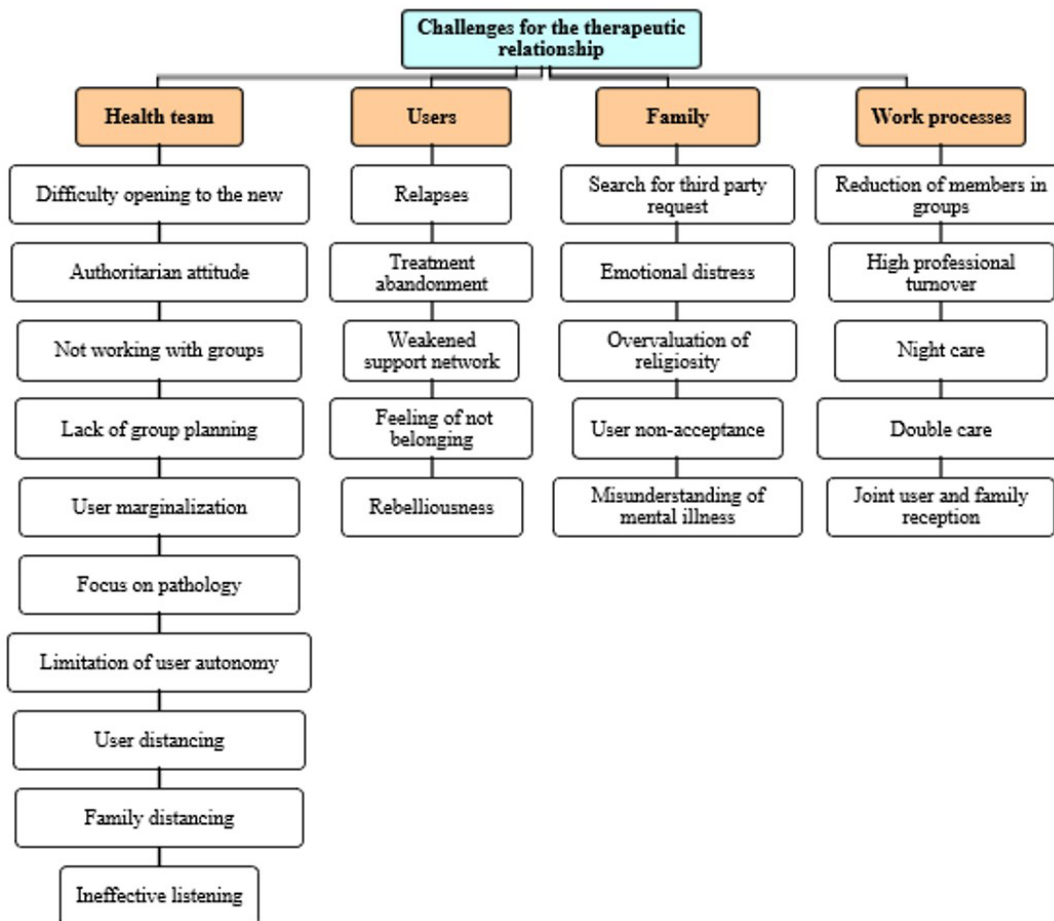 Challenges for the therapeutic
relationship
Health team
Users
Family
Work processes
Difficulty opening to the new
Authoritarian attitude
Not working with groups
Lack of group planning
User marginalization
Focus on pathology
Limitation of user autonomy
User distancing
Family distancing
Ineffective listening
Relapses
Treatment
abandonment
Weakened
support network
Feeling of not
belonging
Rebelliousness
Search for third party
request
Emotional distress
Overvaluation of
religiosity
User non-acceptance
Misunderstanding of
mental illness
Reduction of members in
groups
High professional
turnover
Night care
Double care
Joint user and family
reception